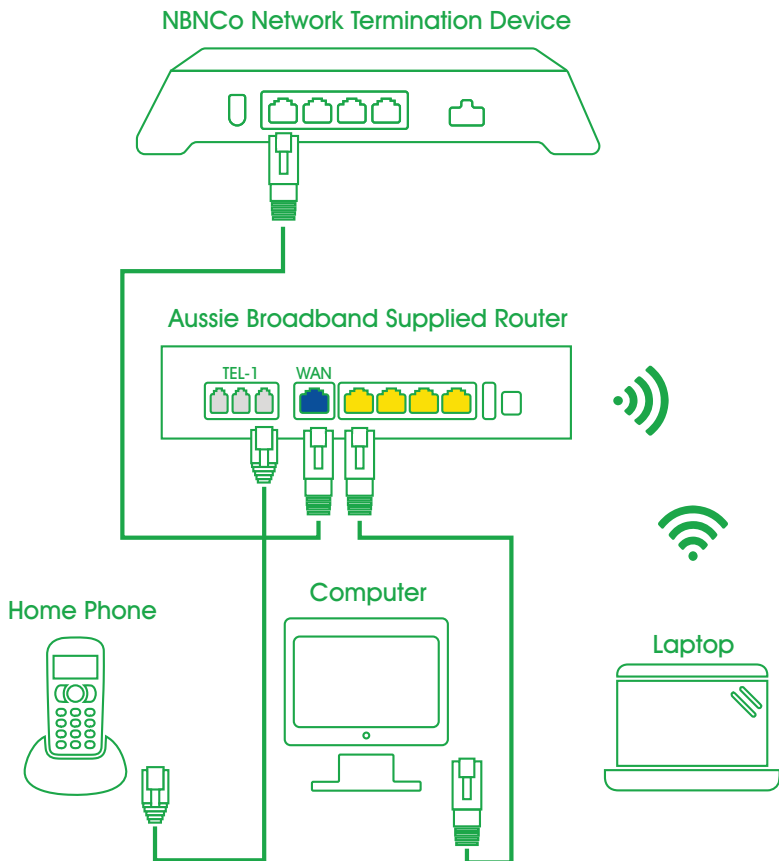 NBNCo Network Termination Device
Aussie Broadband Supplied Router
TEL-1 WAN
Computer
Home Phone
Laptop